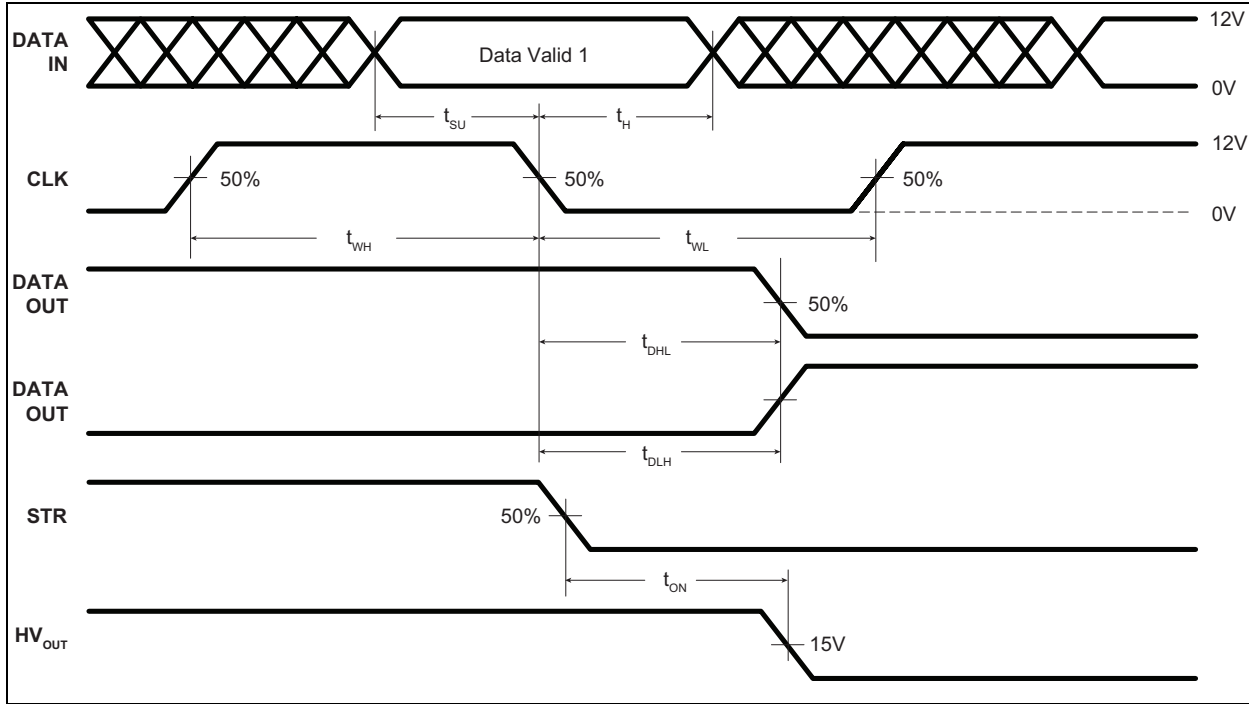 DATA
IN
Data Valid 1
12V
0V
tSU
tH
CLK
50%
50%
50%
12V
0V
tWH
tWL
DATA
OUT
50%
tDHL
DATA
OUT
tDLH
STR
50%
tON
HVOUT
15V